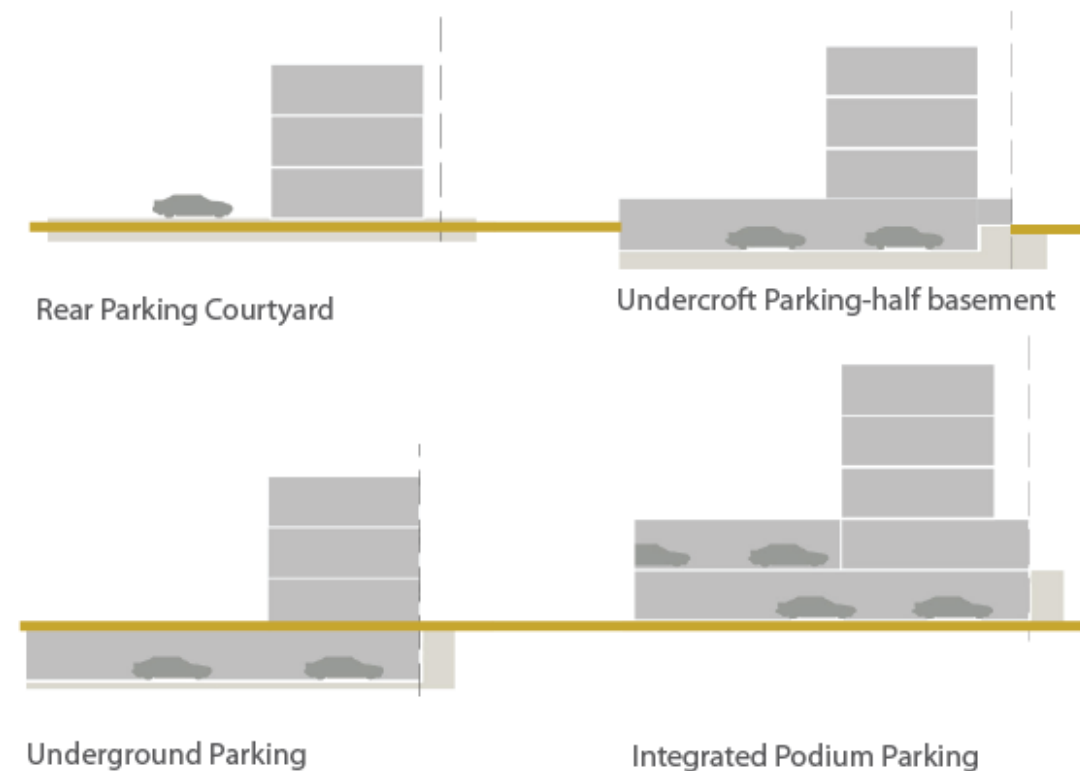 Rear Parking Courtyard
Undercroft Parking-half basement
Underground Parking
Integrated Podium Parking